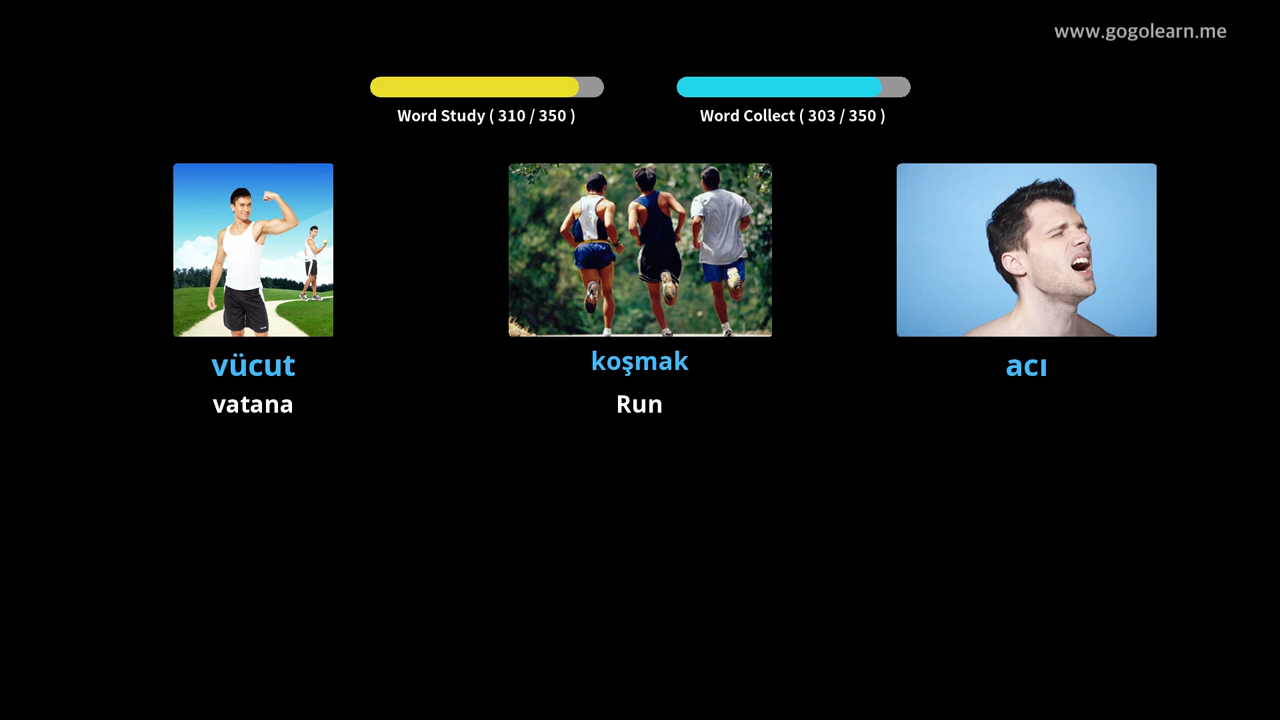 www.gogolearn.me
Word Study ( 310 / 350 )
Word Collect ( 303 / 350 )
vücut
vatana
koşmak
Run
acı